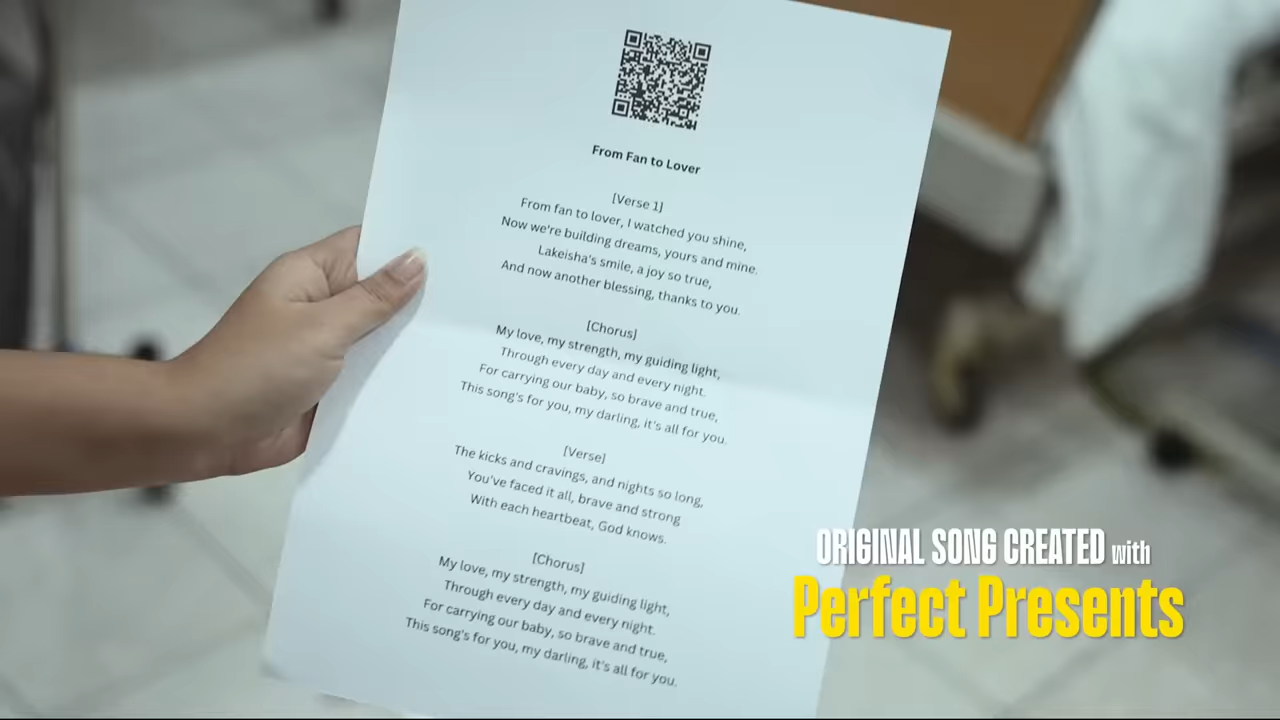 From Fan to Lover
[Verse 1]
From fan to lover, I watched you shine,
Now we're building dreams, yours and mine.
Lakeisha's smile, a joy so true,
And now another blessing, thanks to you.
[Chorus]
My love, my strength, my guiding light,
Through every day and every night.
For carrying our baby, so brave and true,
This song's for you, my darling, it's all for you.
[Verse]
The kicks and cravings, and nights so long,
You've faced it all, brave and strong
With each heartbeat, God knows.
[Chorus]
My love, my strength, my guiding light,
Through every day and every night.
For carrying our baby, so brave and true,
This song's for you, my darling, it's all for you.
ORIGINAL SONG CREATED with
Perfect Presents